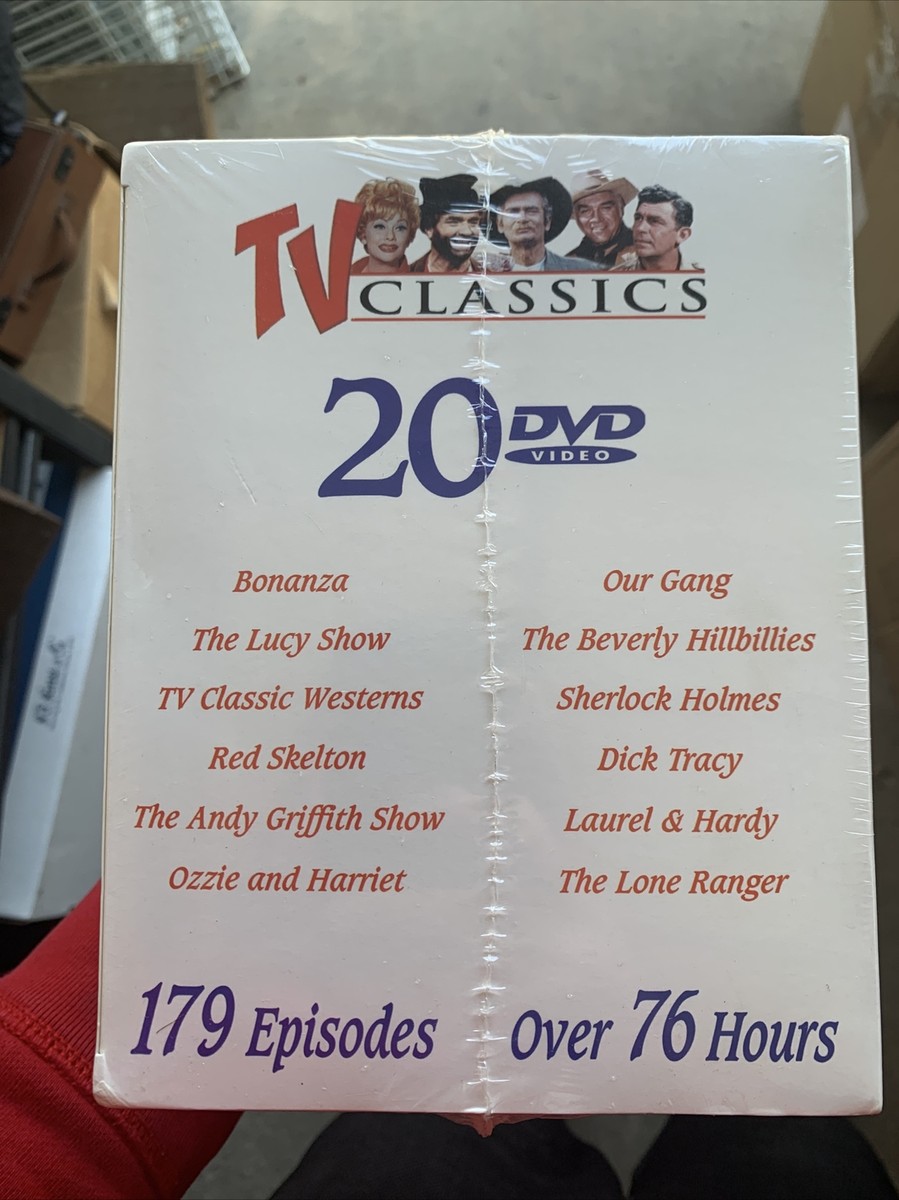 TV CLASSICS
20 DVD
VIDEO
Bonanza
The Lucy Show
TV Classic Westerns
Red Skelton
The Andy Griffith Show
Ozzie and Harriet
Our Gang
The Beverly Hillbillies
Sherlock Holmes
Dick Tracy
Laurel & Hardy
The Lone Ranger
179 Episodes
Over 76 Hours